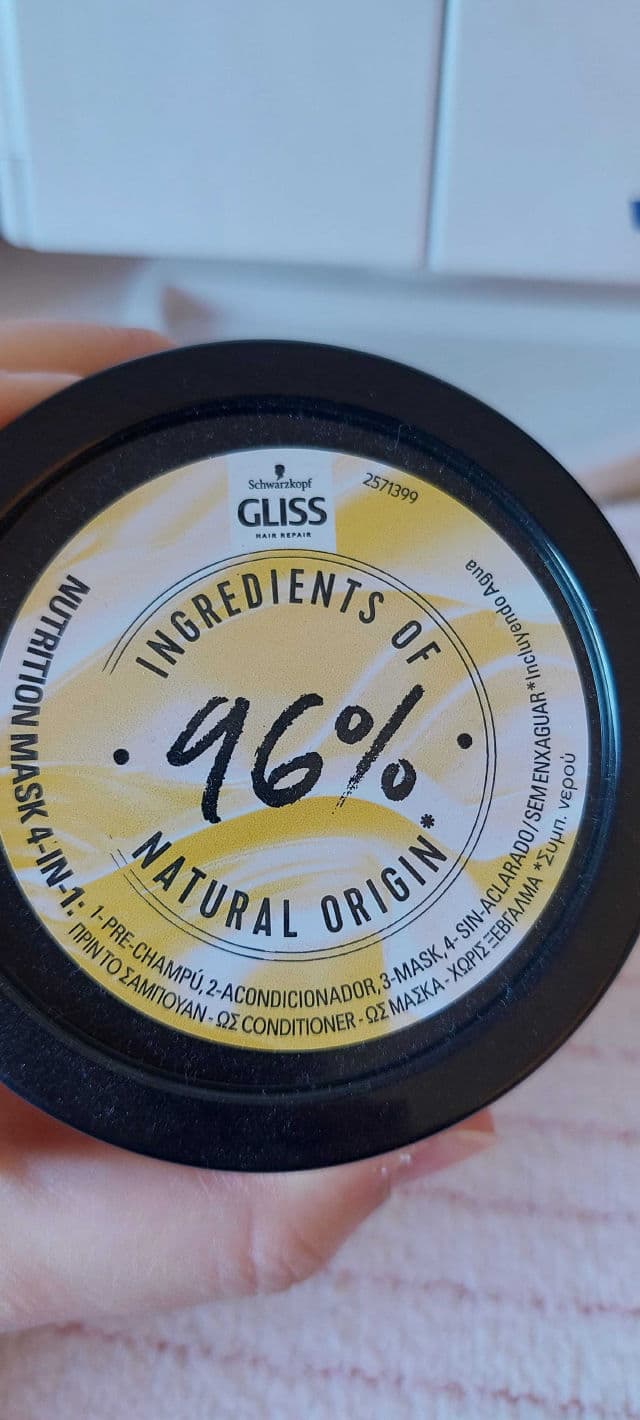 Schwarzkopf
GLISS
HAIR REPAIR
2571399
INGREDIENTS OF
96%
NATURAL ORIGIN*
NUTRITION MASK 4-IN-1:
1-PRE-CHAMPÚ, 2-ACONDICIONADOR, 3-MASK, 4- SIN-ACLARADO/SEM ENXAGUAR *Incluyendo Agua
ΠΡΙΝ ΤΟ ΣΑΜΠΟΥΑΝ - ΩΣ CONDITIONER - ΩΣ ΜΑΣΚΑ - ΧΩΡΙΣ ΞΕΒΓΑΛΜΑ *Συμπ. νερού